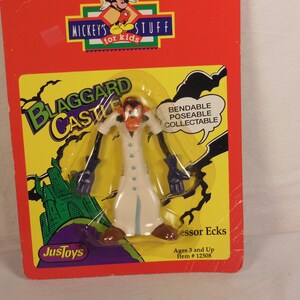 MICKEY'S STUFF
for kids
BLAGGARD
CASTLE
BENDABLE
POSEABLE
COLLECTABLE
essor Ecks
JusToys
Ages 3 and Up
Item # 12508